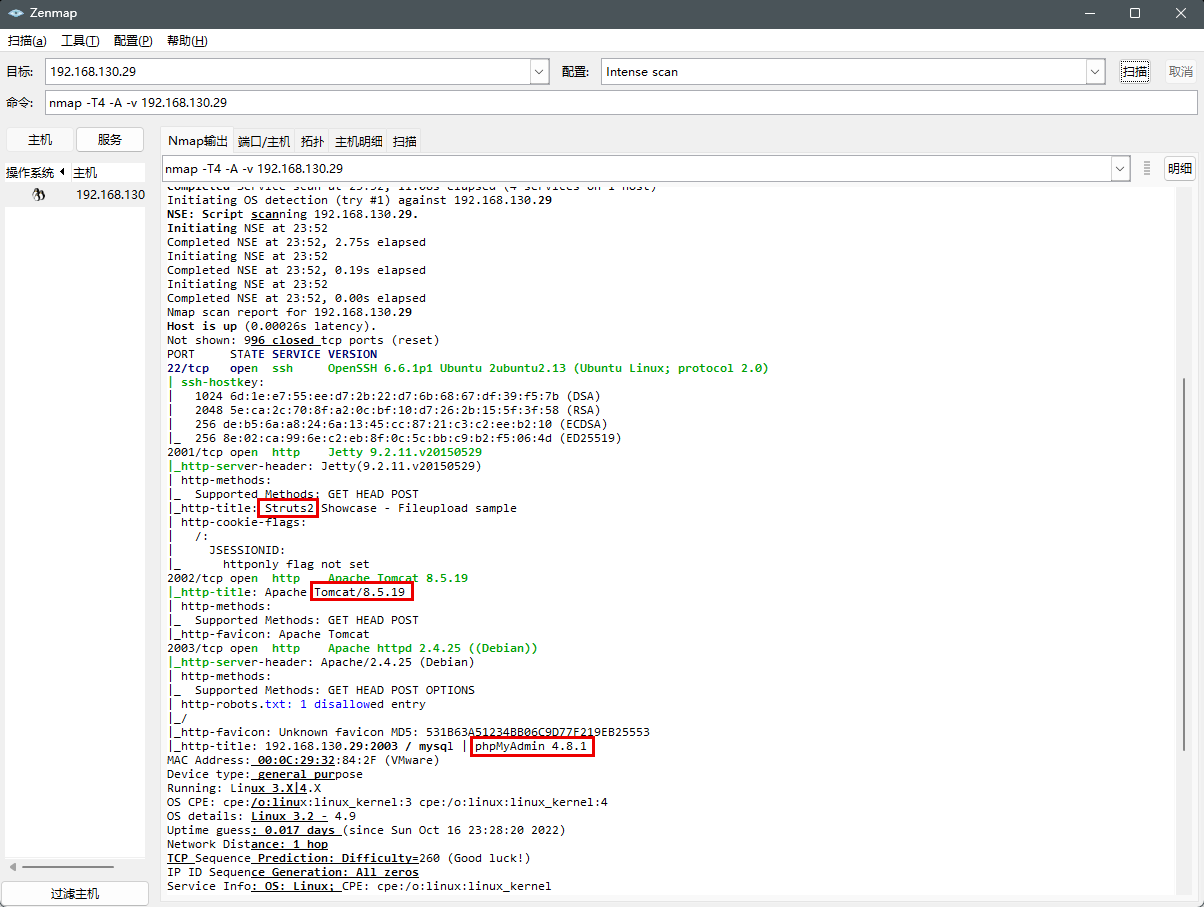 Zenmap
扫描(a) 工具(T) 配置(P) 帮助(H)
目标: 192.168.130.29 配置: Intense scan 扫描 取消
命令: nmap -T4 -A -v 192.168.130.29
主机 服务 Nmap输出 端口/主机 拓扑 主机明细 扫描
操作系统 主机 nmap -T4 -A -v 192.168.130.29 明细
192.168.130
Completed Service scan at 23:52, 11.08s elapsed (4 services on 1 host)
Initiating OS detection (try #1) against 192.168.130.29
NSE: Script scanning 192.168.130.29.
Initiating NSE at 23:52
Completed NSE at 23:52, 2.75s elapsed
Initiating NSE at 23:52
Completed NSE at 23:52, 0.19s elapsed
Initiating NSE at 23:52
Completed NSE at 23:52, 0.00s elapsed
Nmap scan report for 192.168.130.29
Host is up (0.00026s latency).
Not shown: 996 closed tcp ports (reset)
PORT     STATE SERVICE VERSION
22/tcp   open  ssh     OpenSSH 6.6.1p1 Ubuntu 2ubuntu2.13 (Ubuntu Linux; protocol 2.0)
| ssh-hostkey:
|   1024 6d:1e:e7:55:ee:d7:2b:22:d7:6b:68:67:df:39:f5:7b (DSA)
|   2048 5e:ca:2c:70:8f:a2:0c:bf:10:d7:26:2b:15:5f:3f:58 (RSA)
|   256 de:b5:6a:a8:24:6a:13:45:cc:87:21:c3:c2:ee:b2:10 (ECDSA)
|_  256 8e:02:ca:99:6e:c2:eb:8f:0c:5c:bb:c9:b2:f5:06:4d (ED25519)
2001/tcp open  http    Jetty 9.2.11.v20150529
|_http-server-header: Jetty(9.2.11.v20150529)
| http-methods:
|_  Supported Methods: GET HEAD POST
|_http-title: Struts2 Showcase - Fileupload sample
| http-cookie-flags:
|   /:
|     JSESSIONID:
|_      httponly flag not set
2002/tcp open  http    Apache Tomcat 8.5.19
|_http-title: Apache Tomcat/8.5.19
| http-methods:
|_  Supported Methods: GET HEAD POST
|_http-favicon: Apache Tomcat
2003/tcp open  http    Apache httpd 2.4.25 ((Debian))
|_http-server-header: Apache/2.4.25 (Debian)
| http-methods:
|_  Supported Methods: GET HEAD POST OPTIONS
| http-robots.txt: 1 disallowed entry
|_/
|_http-favicon: Unknown favicon MD5: 531B63A51234BB06C9D77F219EB25553
|_http-title: 192.168.130.29:2003 / mysql | phpMyAdmin 4.8.1
MAC Address: 00:0C:29:32:84:2F (VMware)
Device type: general purpose
Running: Linux 3.X|4.X
OS CPE: cpe:/o:linux:linux_kernel:3 cpe:/o:linux:linux_kernel:4
OS details: Linux 3.2 - 4.9
Uptime guess: 0.017 days (since Sun Oct 16 23:28:20 2022)
Network Distance: 1 hop
TCP Sequence Prediction: Difficulty=260 (Good luck!)
IP ID Sequence Generation: All zeros
Service Info: OS: Linux; CPE: cpe:/o:linux:linux_kernel
过滤主机